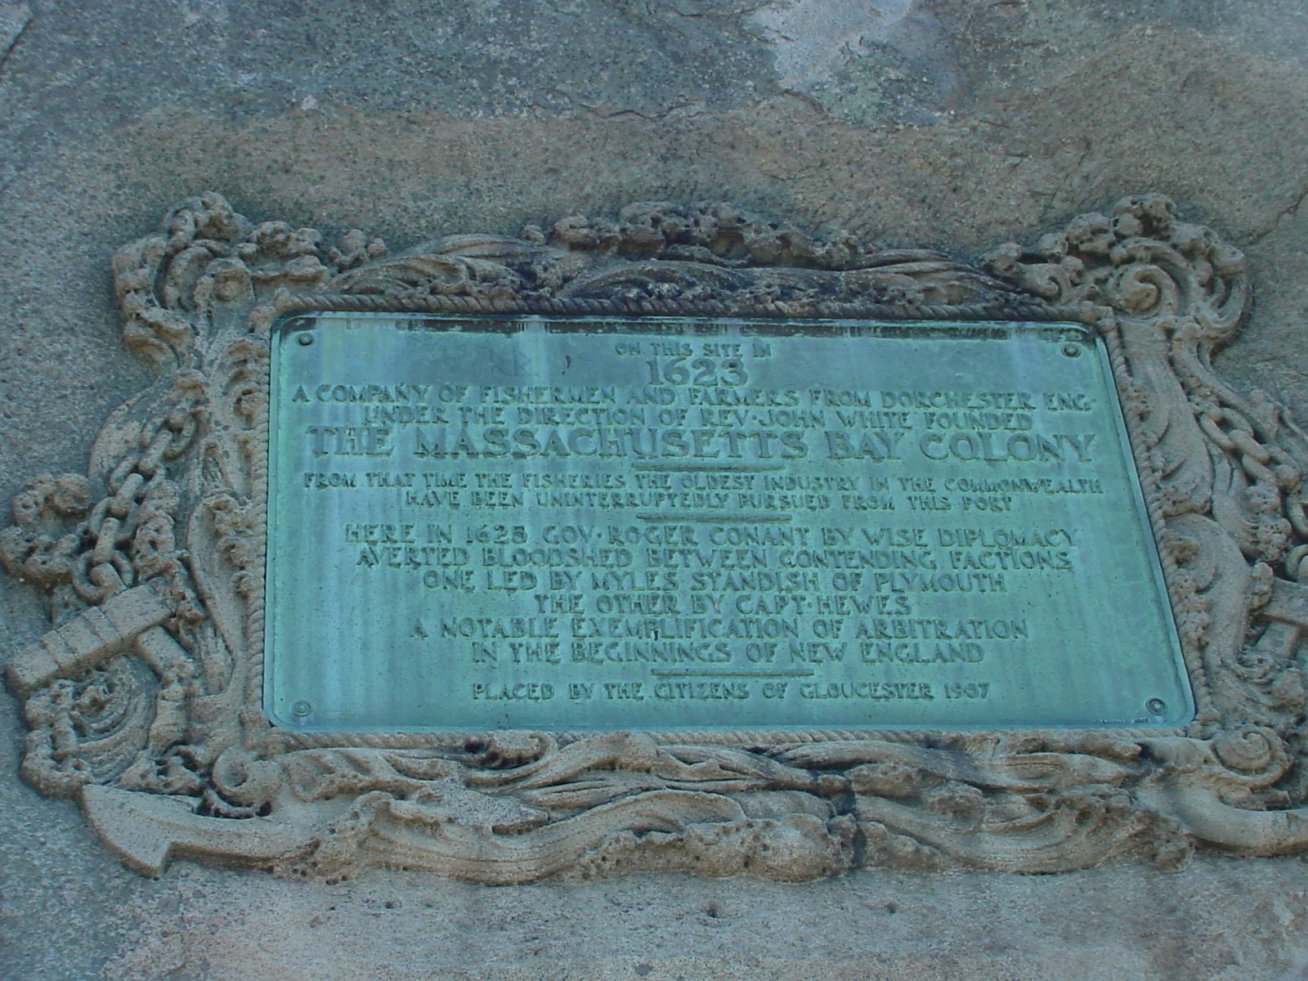 ON THIS SITE IN
1623
A COMPANY OF FISHERMEN AND FARMERS FROM DORCHESTER ENG.
UNDER THE DIRECTION OF REV·JOHN WHITE FOUNDED
THE MASSACHUSETTS BAY COLONY
FROM THAT TIME THE FISHERIES THE OLDEST INDUSTRY IN THE COMMONWEALTH
HAVE BEEN UNINTERRUPTEDLY PURSUED FROM THIS PORT
HERE IN 1625 GOV·ROGER CONANT BY WISE DIPLOMACY
AVERTED BLOODSHED BETWEEN CONTENDING FACTIONS
ONE LED BY MYLES STANDISH OF PLYMOUTH
THE OTHER BY CAPT·HEWES
A NOTABLE EXEMPLIFICATION OF ARBITRATION
IN THE BEGINNINGS OF NEW ENGLAND
PLACED BY THE CITIZENS OF GLOUCESTER 1907